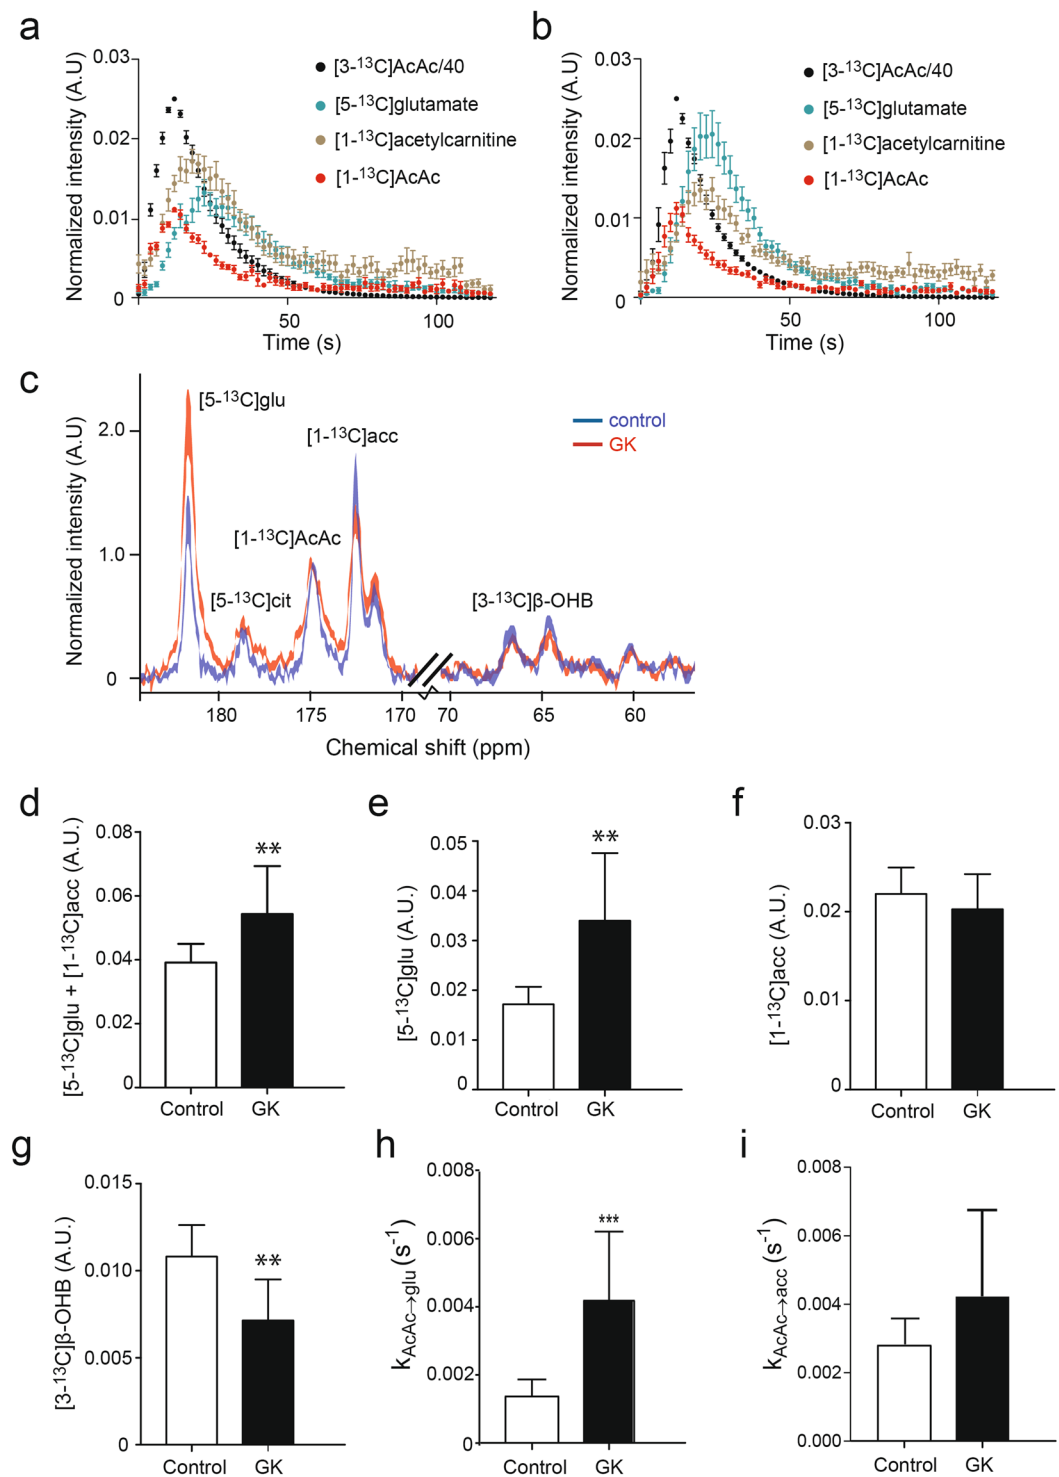 a
Normalized intensity (A.U)
0.03
0.02
0.01
0
50
100
Time (s)
[3-¹³C]AcAc/40
[5-¹³C]glutamate
[1-¹³C]acetylcarnitine
[1-¹³C]AcAc
b
Normalized intensity (A.U)
0.03
0.02
0.01
0
50
100
Time (s)
[3-¹³C]AcAc/40
[5-¹³C]glutamate
[1-¹³C]acetylcarnitine
[1-¹³C]AcAc
c
Normalized intensity (A.U)
2.0
1.0
0
[5-¹³C]glu
[1-¹³C]acc
[1-¹³C]AcAc
[5-¹³C]cit
[3-¹³C]β-OHB
control
GK
180
175
170
70
65
60
Chemical shift (ppm)
d
[5-¹³C]glu + [1-¹³C]acc (A.U.)
0.08
0.06
0.04
0.02
0
**
Control
GK
e
[5-¹³C]glu (A.U.)
0.05
0.04
0.03
0.02
0.01
0
**
Control
GK
f
[1-¹³C]acc (A.U.)
0.03
0.02
0.01
0
Control
GK
g
[3-¹³C]β-OHB (A.U.)
0.015
0.010
0.005
0
**
Control
GK
h
k_AcAc→glu (s⁻¹)
0.008
0.006
0.004
0.002
0
***
Control
GK
i
k_AcAc→acc (s⁻¹)
0.008
0.006
0.004
0.002
0.000
Control
GK